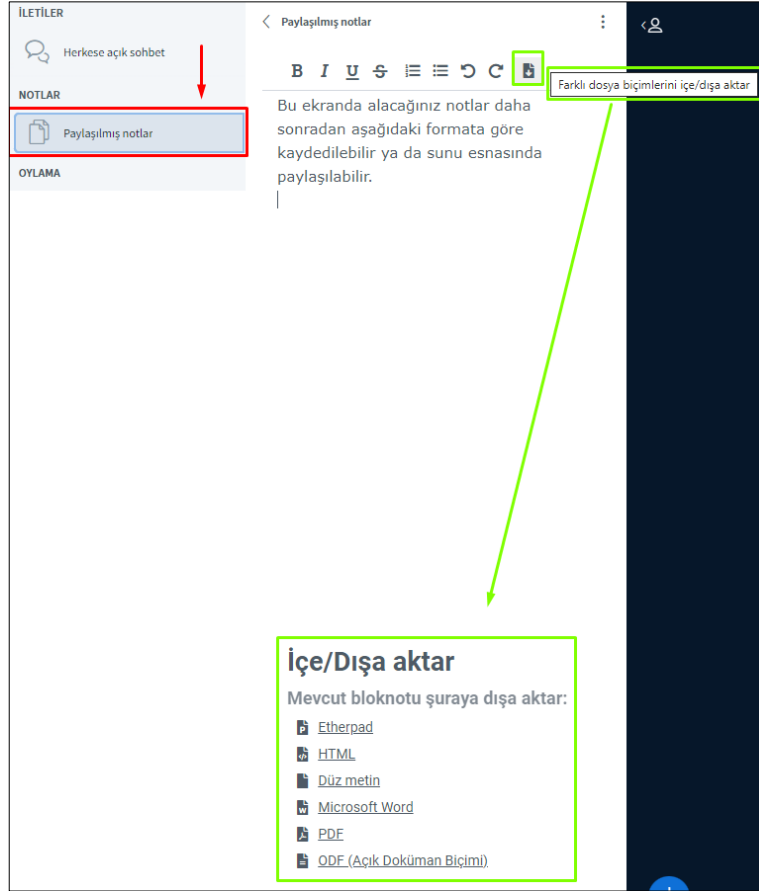 İLETİLER
Herkese açık sohbet
NOTLAR
Paylaşılmış notlar
OYLAMA
Paylaşılmış notlar
B I U S
Farklı dosya biçimlerini içe/dışa aktar
Bu ekranda alacağınız notlar daha
sonradan aşağıdaki formata göre
kaydedilebilir ya da sunu esnasında
paylaşılabilir.
İçe/Dışa aktar
Mevcut bloknotu şuraya dışa aktar:
Etherpad
HTML
Düz metin
Microsoft Word
PDF
ODF (Açık Doküman Biçimi)